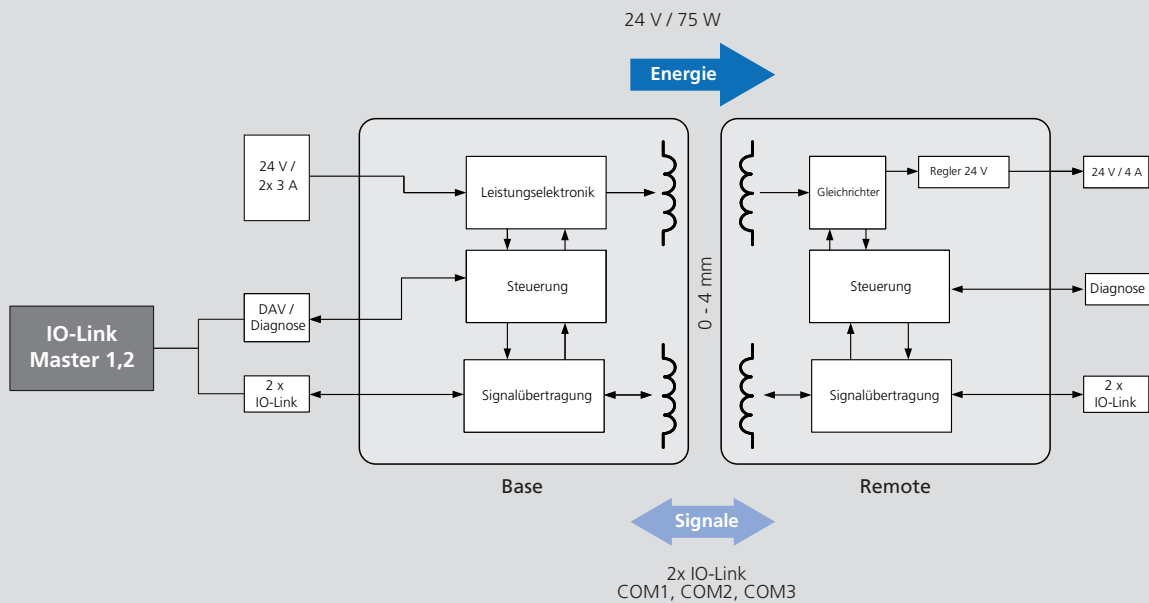 24 V / 75 W
Energie
24 V /
2x 3 A
Leistungselektronik
Gleichrichter
Regler 24 V
24 V / 4 A
0 - 4 mm
IO-Link
Master 1,2
DAV /
Diagnose
Steuerung
Steuerung
Diagnose
2 x
IO-Link
Signalübertragung
Signalübertragung
2 x
IO-Link
Base
Remote
Signale
2x IO-Link
COM1, COM2, COM3